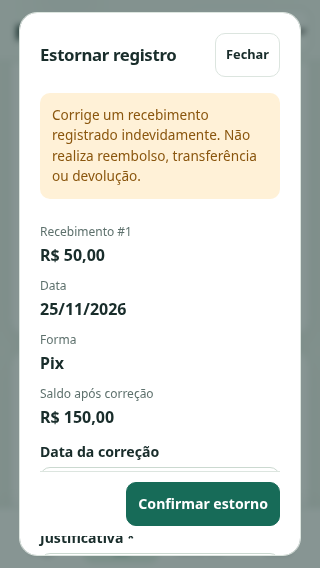 Estornar registro
Fechar
Corrige um recebimento
registrado indevidamente. Não
realiza reembolso, transferência
ou devolução.
Recebimento #1
R$ 50,00
Data
25/11/2026
Forma
Pix
Saldo após correção
R$ 150,00
Data da correção
Confirmar estorno
Justificativa *